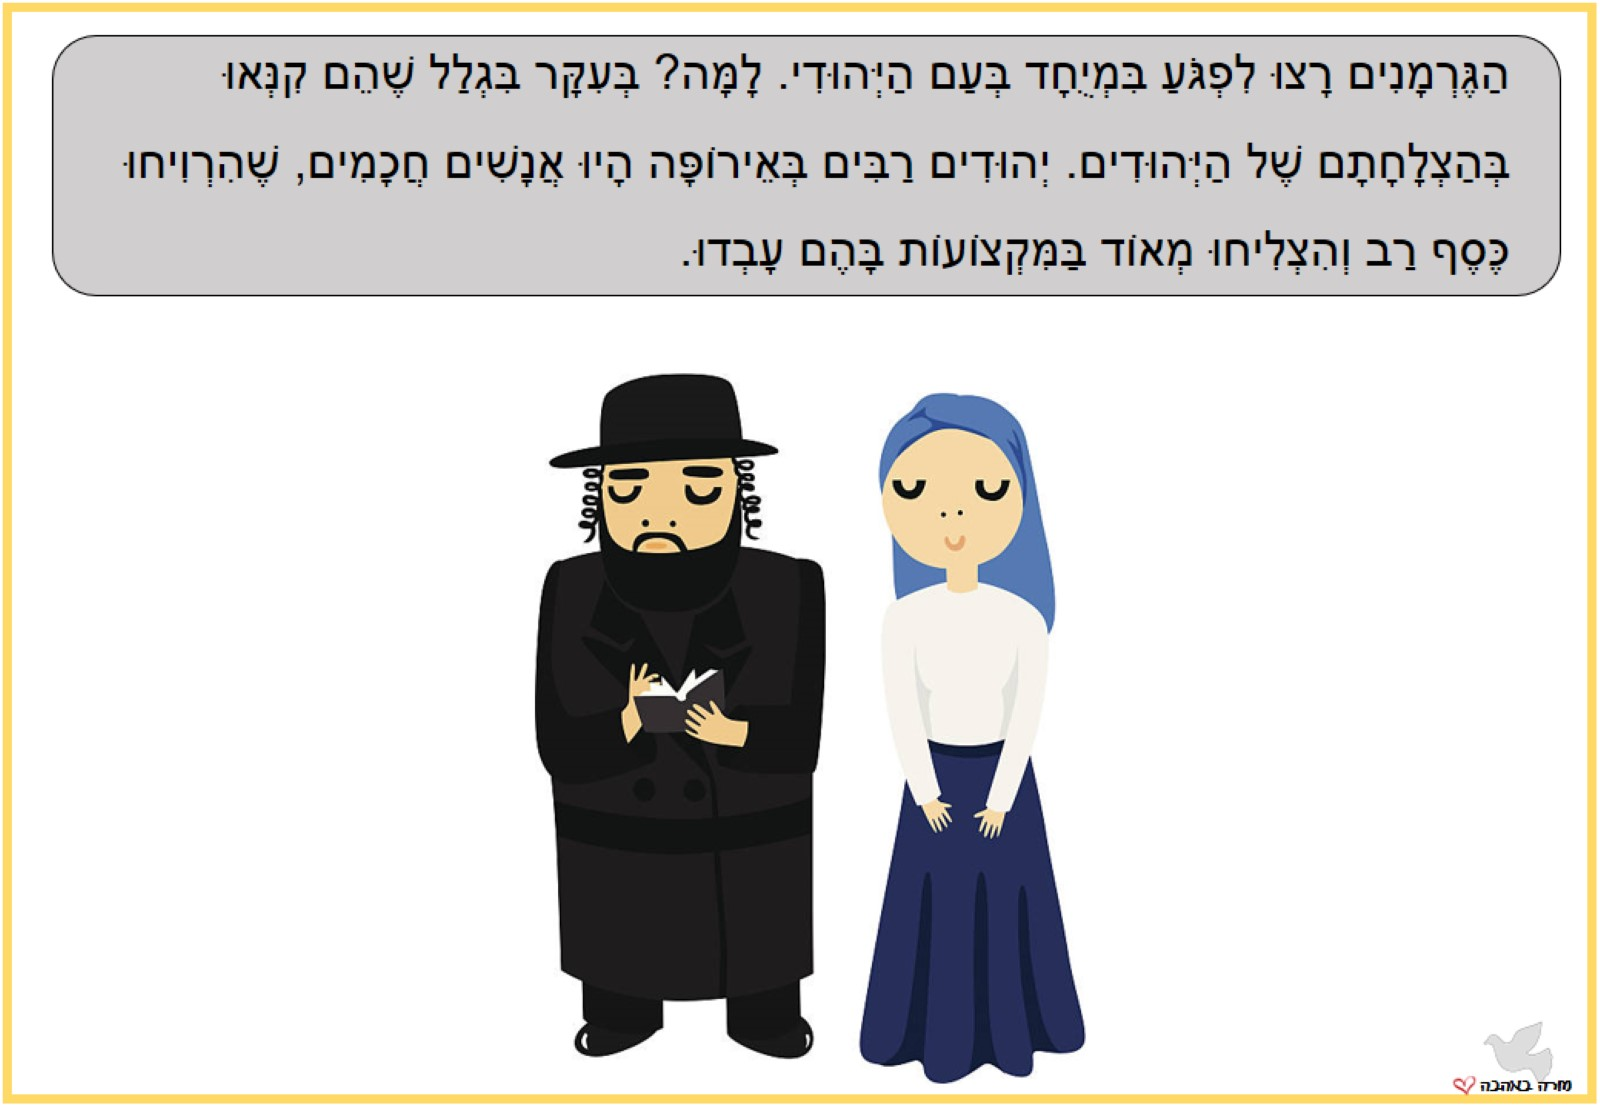 הַגֶּרְמָנִים רָצוּ לִפְגֹּעַ בִּמְיֻחָד בְּעַם הַיְּהוּדִי. לָמָּה? בְּעִקָּר בִּגְלַל שֶׁהֵם קִנְּאוּ
בְּהַצְלָחָתָם שֶׁל הַיְּהוּדִים. יְהוּדִים רַבִּים בְּאֵירוֹפָּה הָיוּ אֲנָשִׁים חֲכָמִים, שֶׁהִרְוִיחוּ
כֶּסֶף רַב וְהִצְלִיחוּ מְאוֹד בַּמִּקְצוֹעוֹת בָּהֶם עָבְדוּ.
מורה באהבה